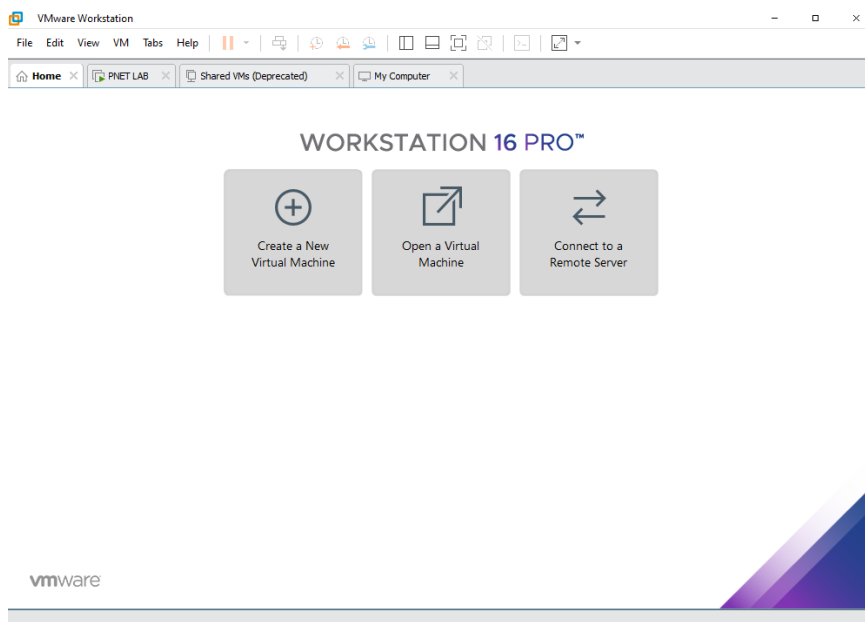 VMware Workstation
File Edit View VM Tabs Help
Home PNET LAB Shared VMs (Deprecated) My Computer
WORKSTATION 16 PRO™
Create a New
Virtual Machine
Open a Virtual
Machine
Connect to a
Remote Server
vmware